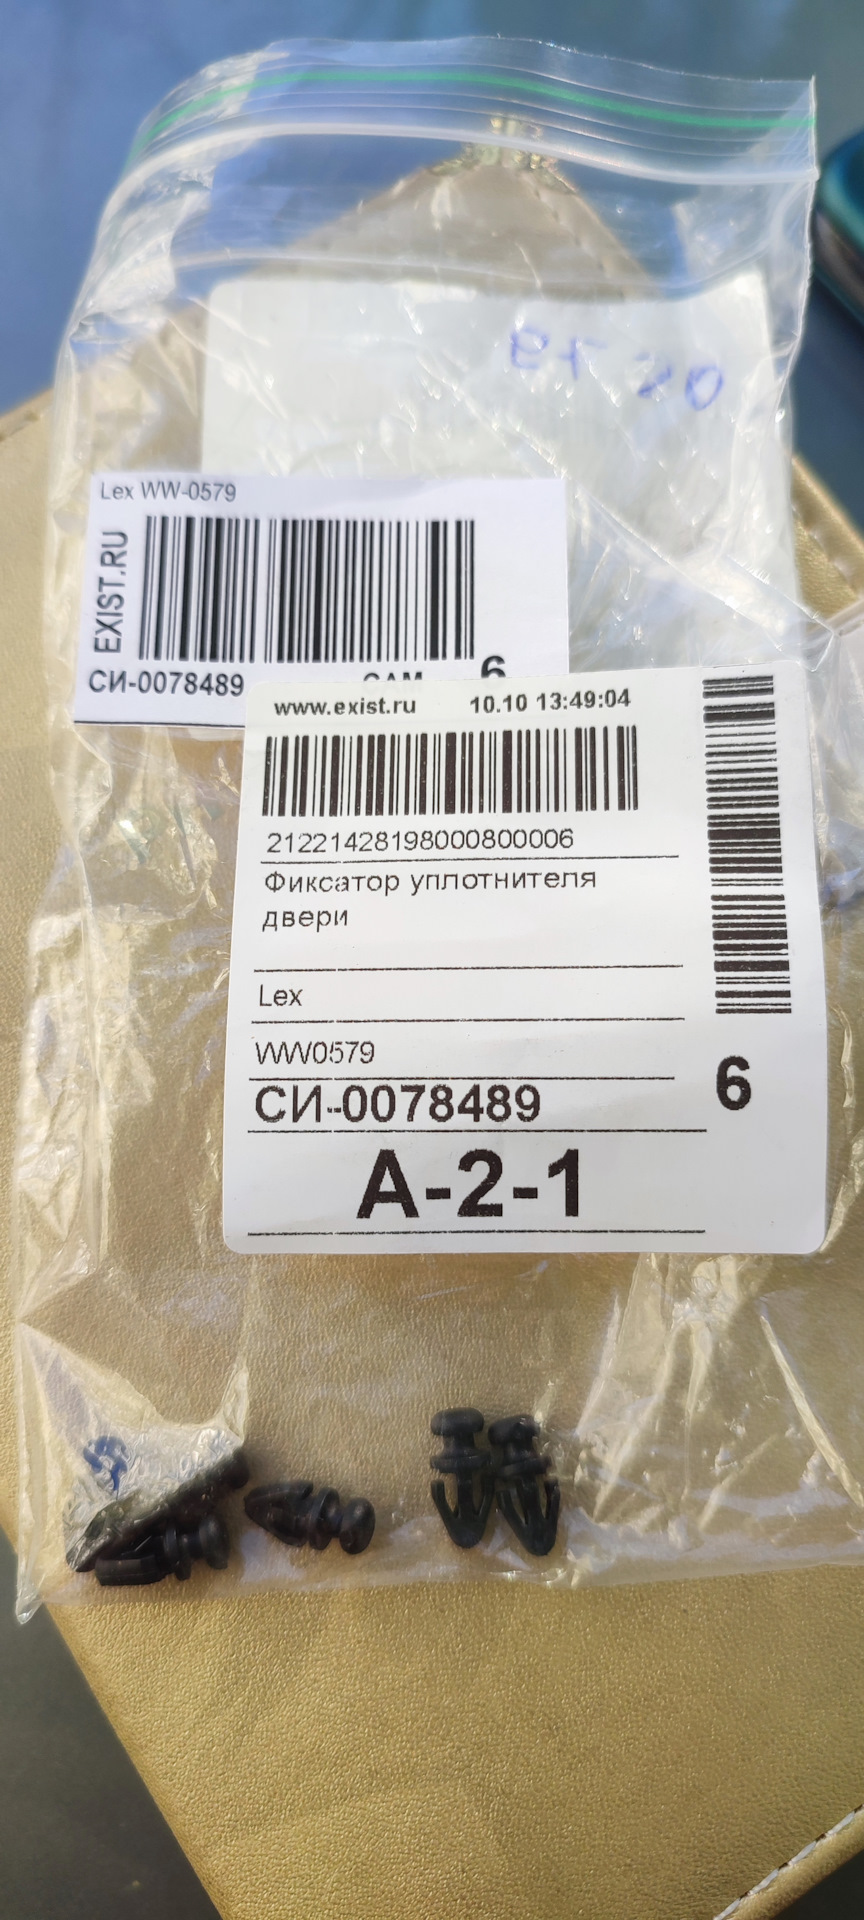 Lex WW-0579
EXIST.RU
СИ-0078489
6
www.exist.ru 10.10 13:49:04
21221428198000800006
Фиксатор уплотнителя
двери
Lex
WW0579
СИ-0078489
6
А-2-1